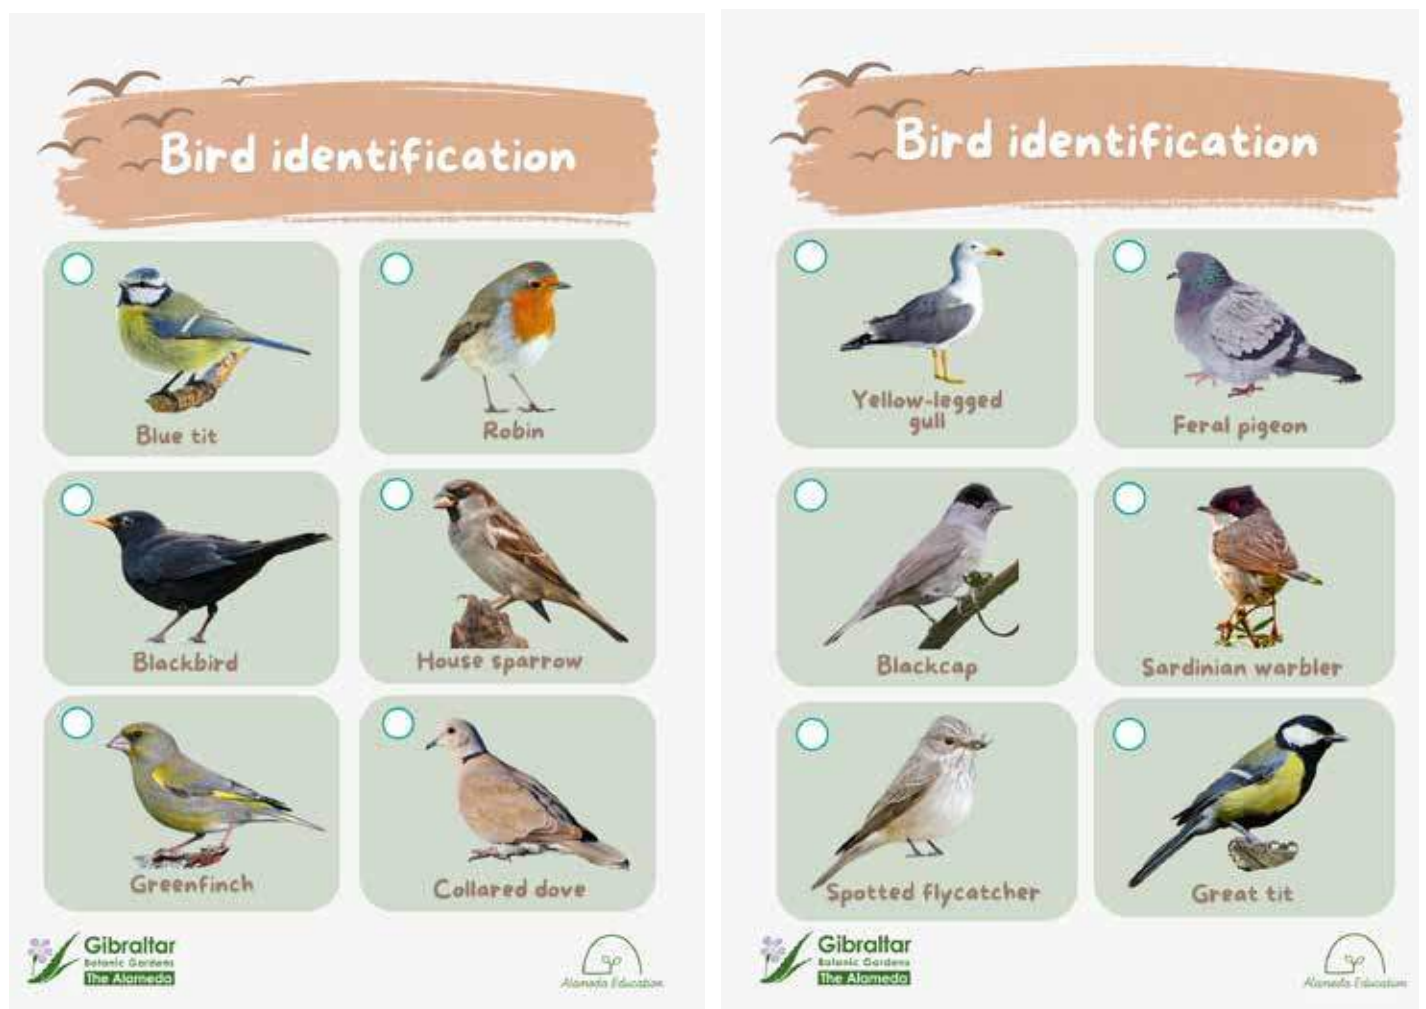 Bird identification
Blue tit
Robin
Blackbird
House sparrow
Greenfinch
Collared dove
Gibraltar
Botanic Gardens
The Alameda
Alameda Education
Bird identification
Yellow-legged
gull
Feral pigeon
Blackcap
Sardinian warbler
Spotted flycatcher
Great tit
Gibraltar
Botanic Gardens
The Alameda
Alameda Education